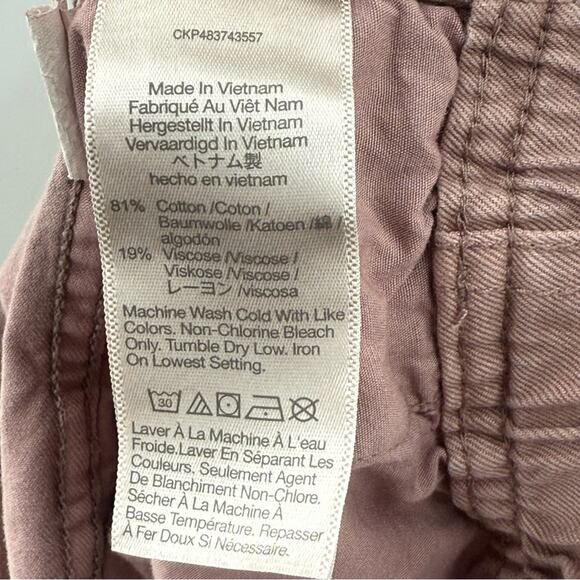 CKP483743557
Made In Vietnam
Fabriqué Au Viêt Nam
Hergestellt In Vietnam
Vervaardigd In Vietnam
ベトナム製
hecho en vietnam
81% Cotton /Coton /
Baumwolle /Katoen /綿 /
algodón
19% Viscose /Viscose /
Viskose /Viscose /
レーヨン /viscosa
Machine Wash Cold With Like
Colors. Non-Chlorine Bleach
Only. Tumble Dry Low. Iron
On Lowest Setting.
30
Laver À La Machine À L'eau
Froide.Laver En Séparant Les
Couleurs. Seulement Agent
De Blanchiment Non-Chlore.
Sécher À La Machine À
Basse Température. Repasser
À Fer Doux Si Nécessaire.